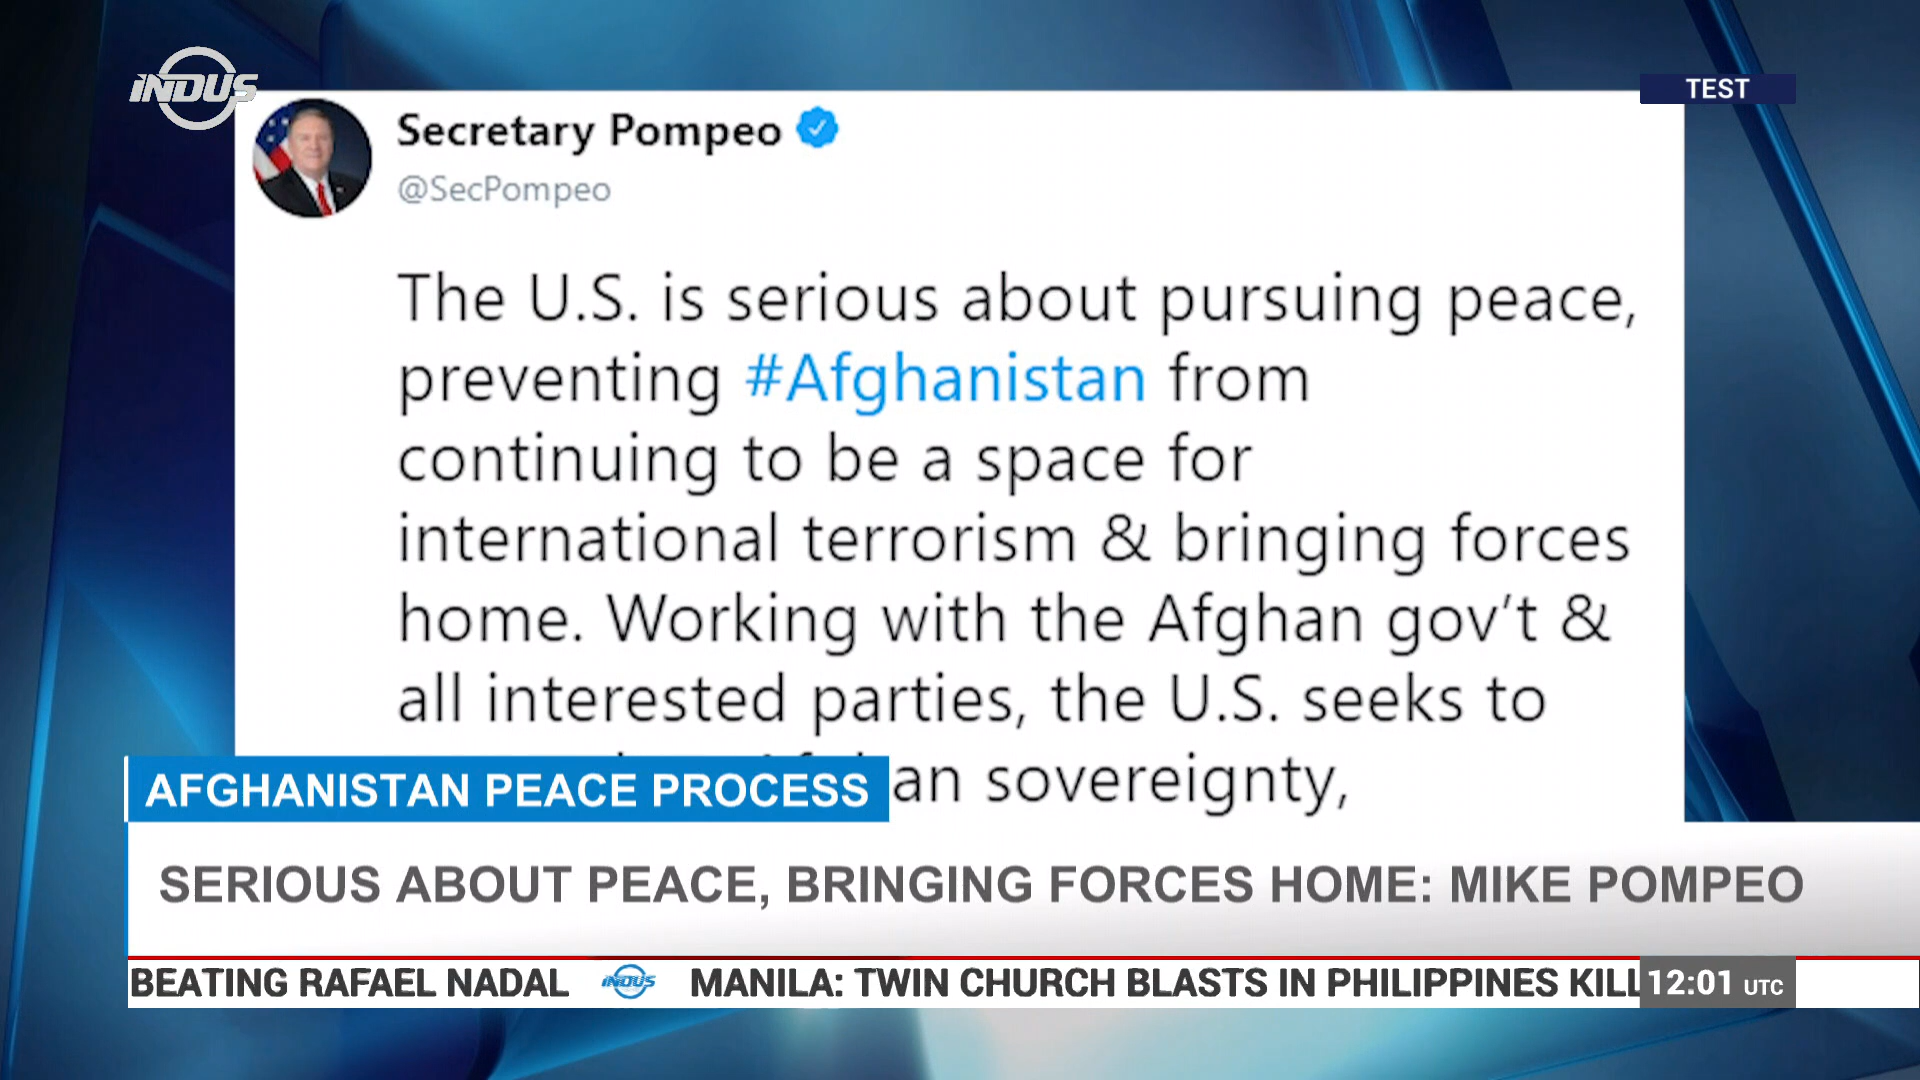 INDUS
TEST
Secretary Pompeo
@SecPompeo
The U.S. is serious about pursuing peace,
preventing #Afghanistan from
continuing to be a space for
international terrorism & bringing forces
home. Working with the Afghan gov’t &
all interested parties, the U.S. seeks to
sovereignty,
AFGHANISTAN PEACE PROCESS
SERIOUS ABOUT PEACE, BRINGING FORCES HOME: MIKE POMPEO
BEATING RAFAEL NADAL INDUS MANILA: TWIN CHURCH BLASTS IN PHILIPPINES KILL
12:01 UTC